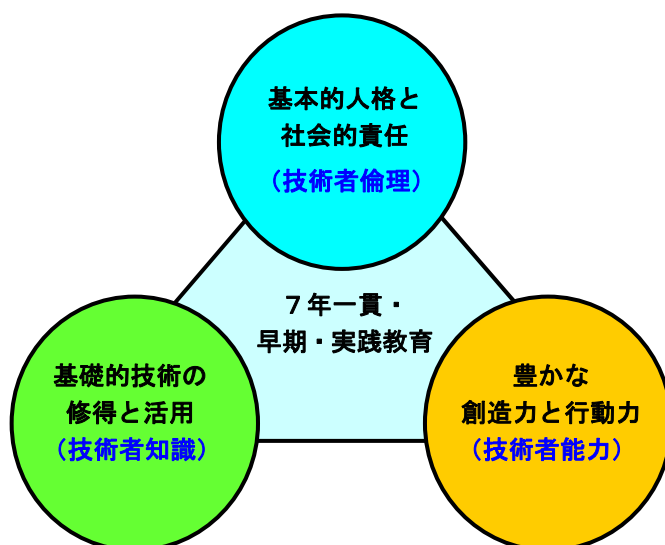 基本的人格と
社会的責任
（技術者倫理）
７年一貫・
早期・実践教育
基礎的技術の
修得と活用
（技術者知識）
豊かな
創造力と行動力
（技術者能力）